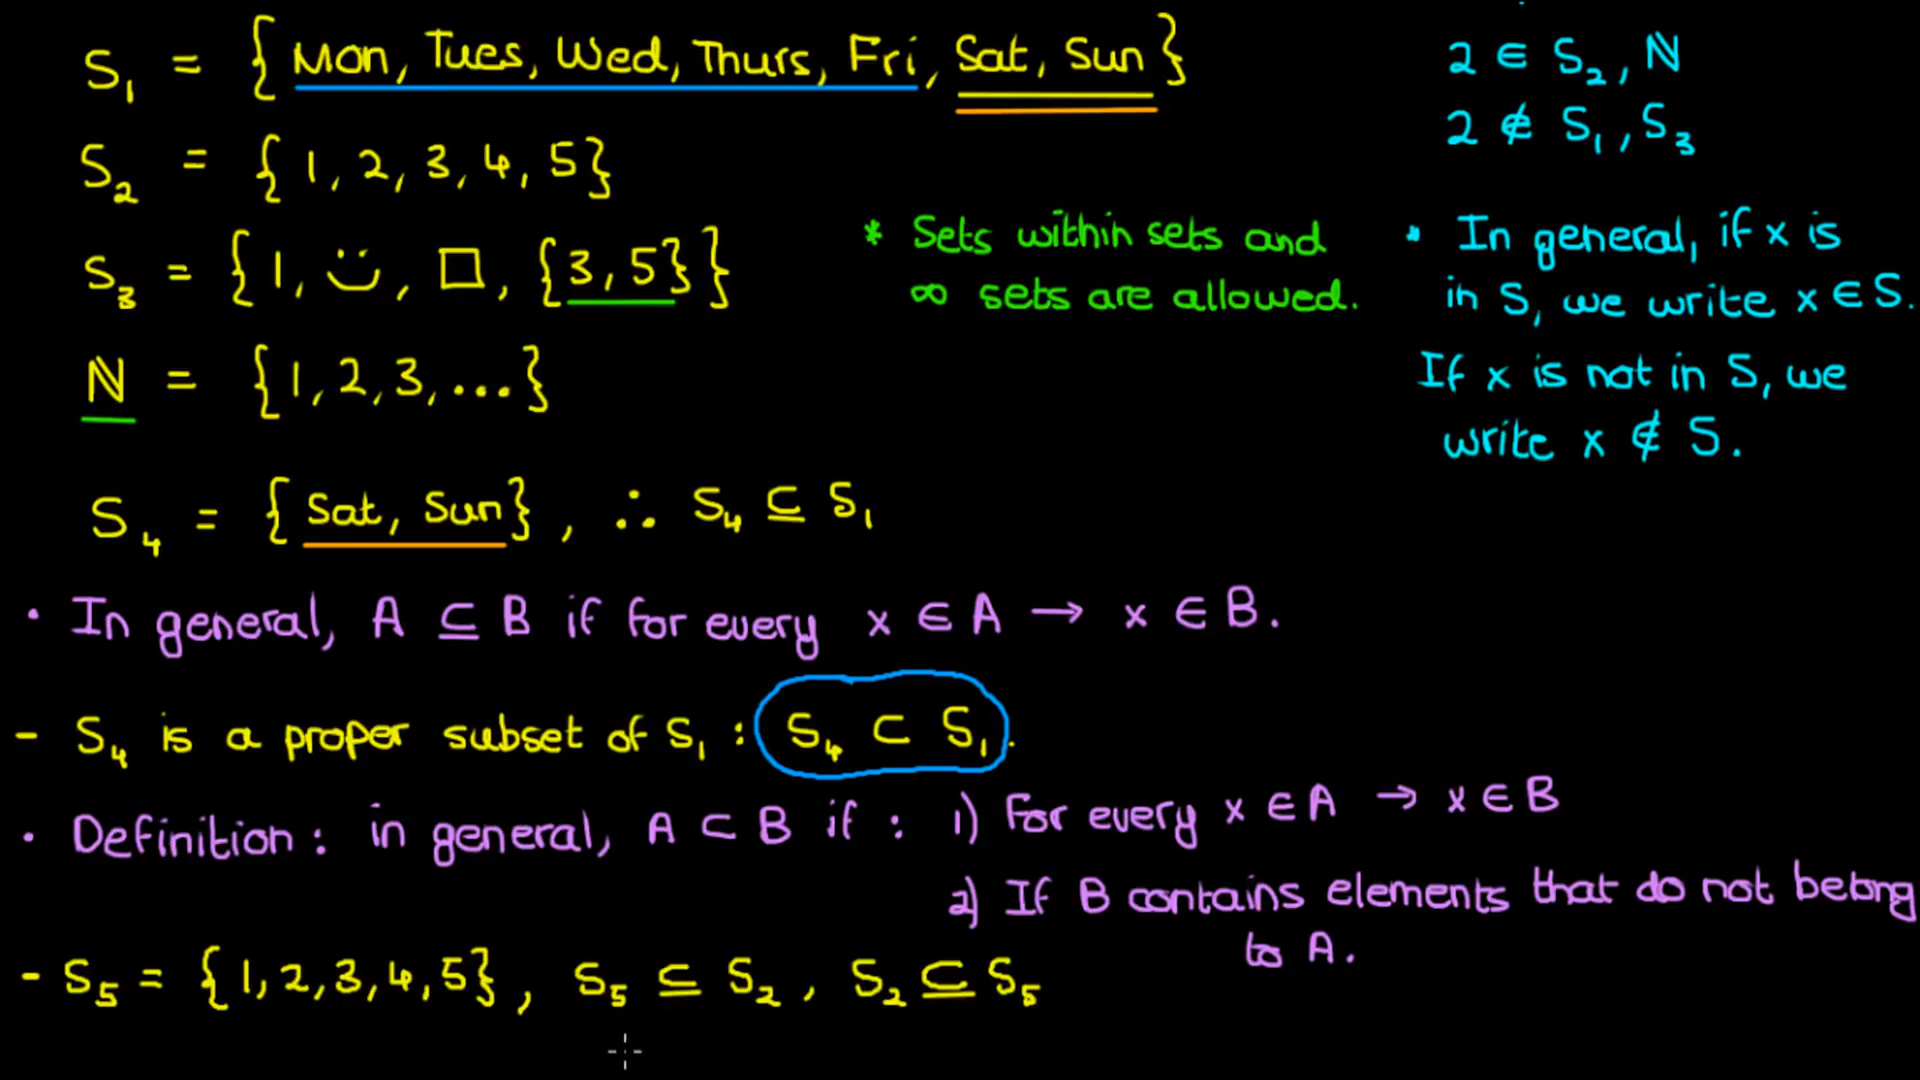 S₁ = {Mon, Tues, Wed, Thurs, Fri, Sat, Sun}
S₂ = {1, 2, 3, 4, 5}
S₃ = {1, ☺, □, {3, 5}}
ℕ = {1, 2, 3, ...}
* Sets within sets and
∞ sets are allowed.
2 ∈ S₂, ℕ
2 ∉ S₁, S₃
• In general, if x is
in S, we write x ∈ S.
If x is not in S, we
write x ∉ S.
S₄ = {Sat, Sun}, ∴ S₄ ⊆ S₁
• In general, A ⊆ B if for every x ∈ A → x ∈ B.
- S₄ is a proper subset of S₁ : S₄ ⊂ S₁.
• Definition: in general, A ⊂ B if : 1) For every x ∈ A → x ∈ B
2) If B contains elements that do not belong
to A.
- S₅ = {1, 2, 3, 4, 5}, S₅ ⊆ S₂, S₂ ⊆ S₅